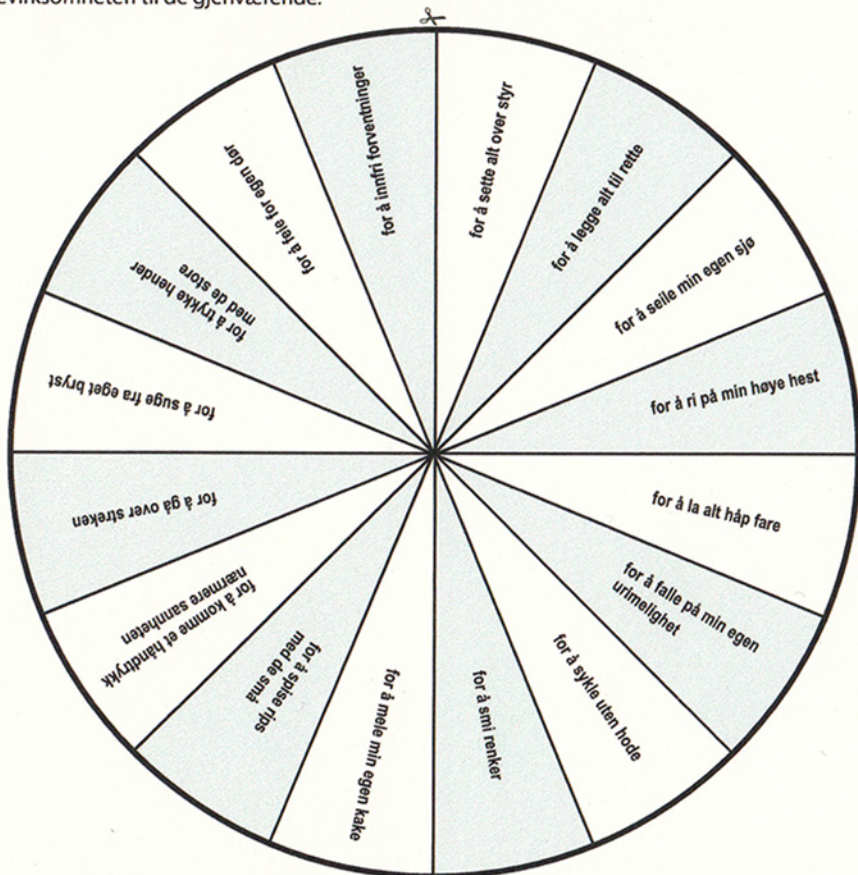 til de gjenværende.
for å sette alt over styr
for å legge alt til rette
for å seile min egen sjø
for å ri på min høye hest
for å la alt håp fare
for å falle på min egen
urimelighet
for å sykle uten hode
for å smi renker
for å mele min egen kake
for å spise rips
med de små
for å komme et håndtrykk
nærmere sannheten
for å gå over streken
for å suge fra eget bryst
for å trykke hender
med de store
for å feie for egen dør
for å innfri forventninger